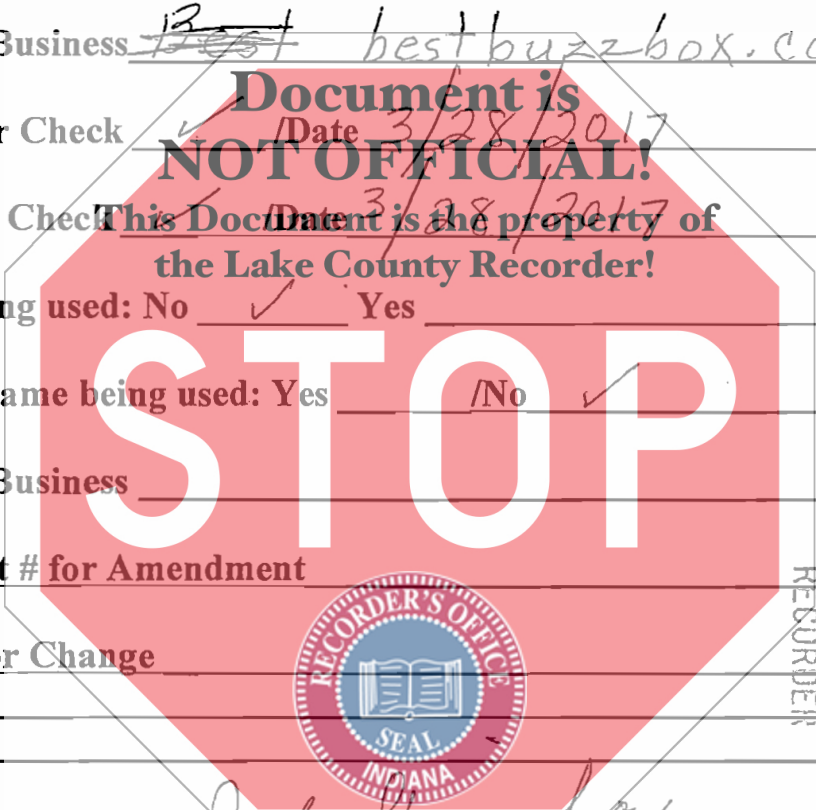 Business bestbuzzbox.co
Document is
r Check ✓ /Date 3/28/2017
NOT OFFICIAL!
Check ✓ /Date 3/28/2017
This Document is the property of
the Lake County Recorder!
ng used: No ✓ Yes
STOP
ame being used: Yes /No ✓
Business
t # for Amendment
RECORDER'S OFFICE
RECORDER
r Change
SEAL
INDIANA